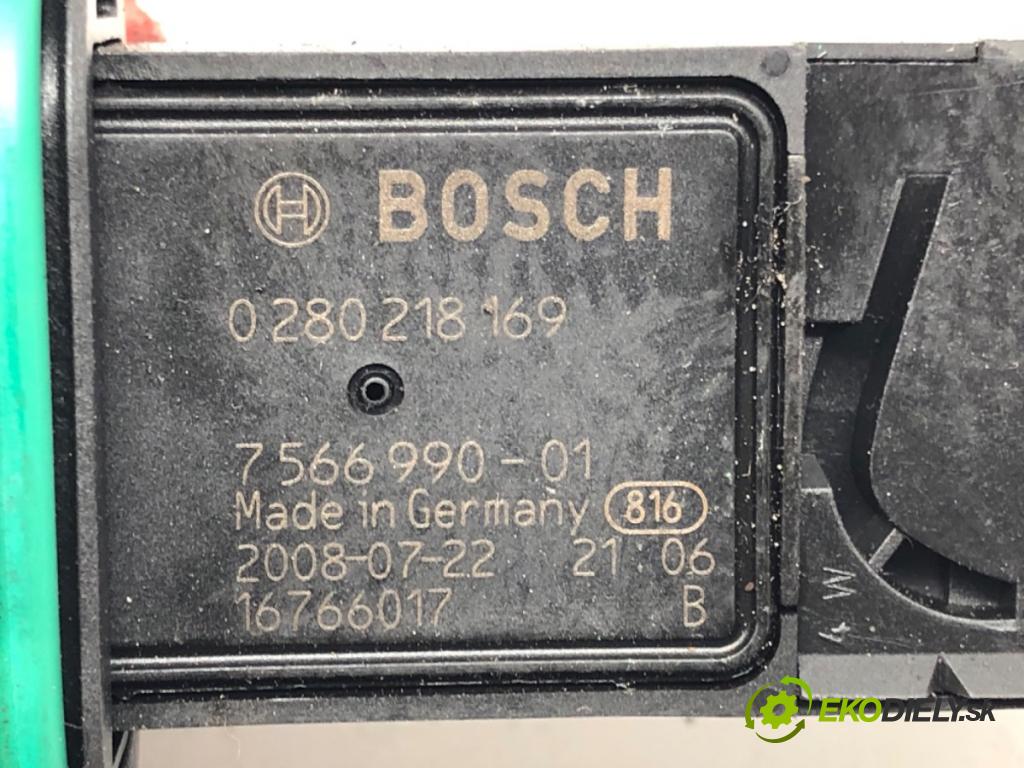 BOSCH
0 280 218 169
7 566 990 - 01
Made in Germany 816
2008-07-22 21 06
16766017 B
4 W
EKODIELY.SK